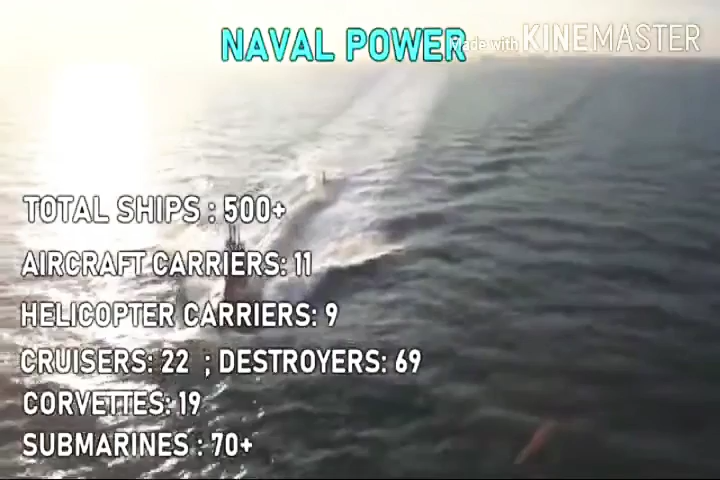 NAVAL POWER
Made with KINEMASTER
TOTAL SHIPS : 500+
AIRCRAFT CARRIERS: 11
HELICOPTER CARRIERS: 9
CRUISERS: 22 ; DESTROYERS: 69
CORVETTES: 19
SUBMARINES : 70+